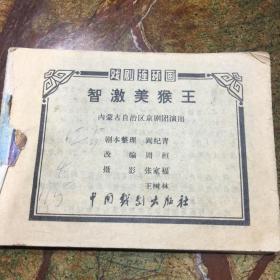 戏剧连环画
智激美猴王
内蒙古自治区京剧团演出
剧本整理 阎纪青
改编 周桓
摄影 张家福
王树林
中国戏剧出版社